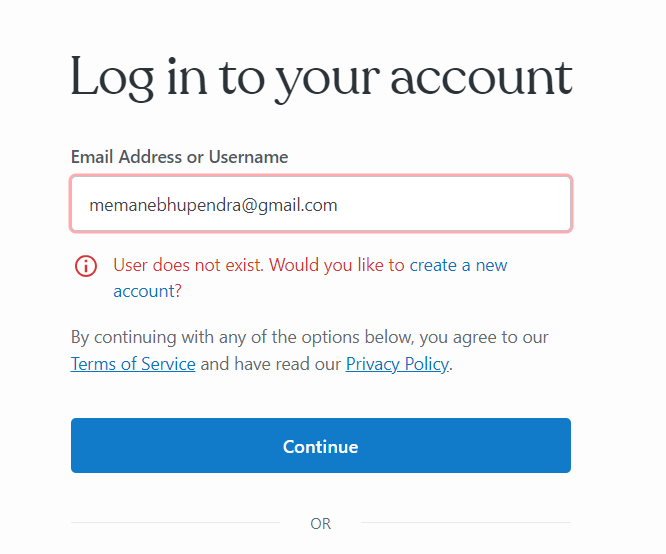 Log in to your account
Email Address or Username
memanebhupendra@gmail.com
User does not exist. Would you like to create a new
account?
By continuing with any of the options below, you agree to our
Terms of Service and have read our Privacy Policy.
Continue
OR